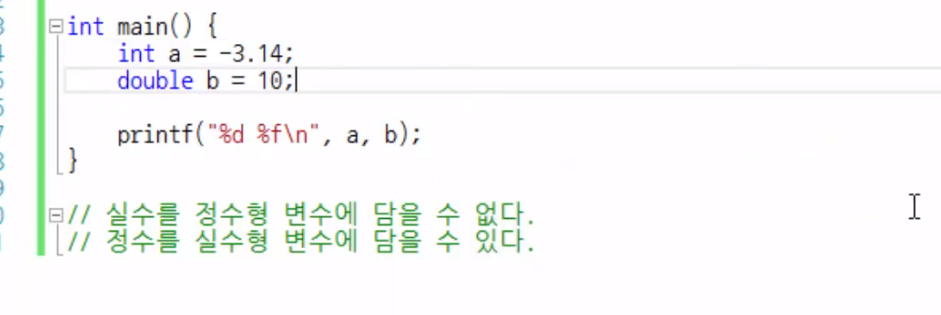 int main() {
int a = -3.14;
double b = 10;
printf("%d %f\n", a, b);
}
// 실수를 정수형 변수에 담을 수 없다.
// 정수를 실수형 변수에 담을 수 있다.